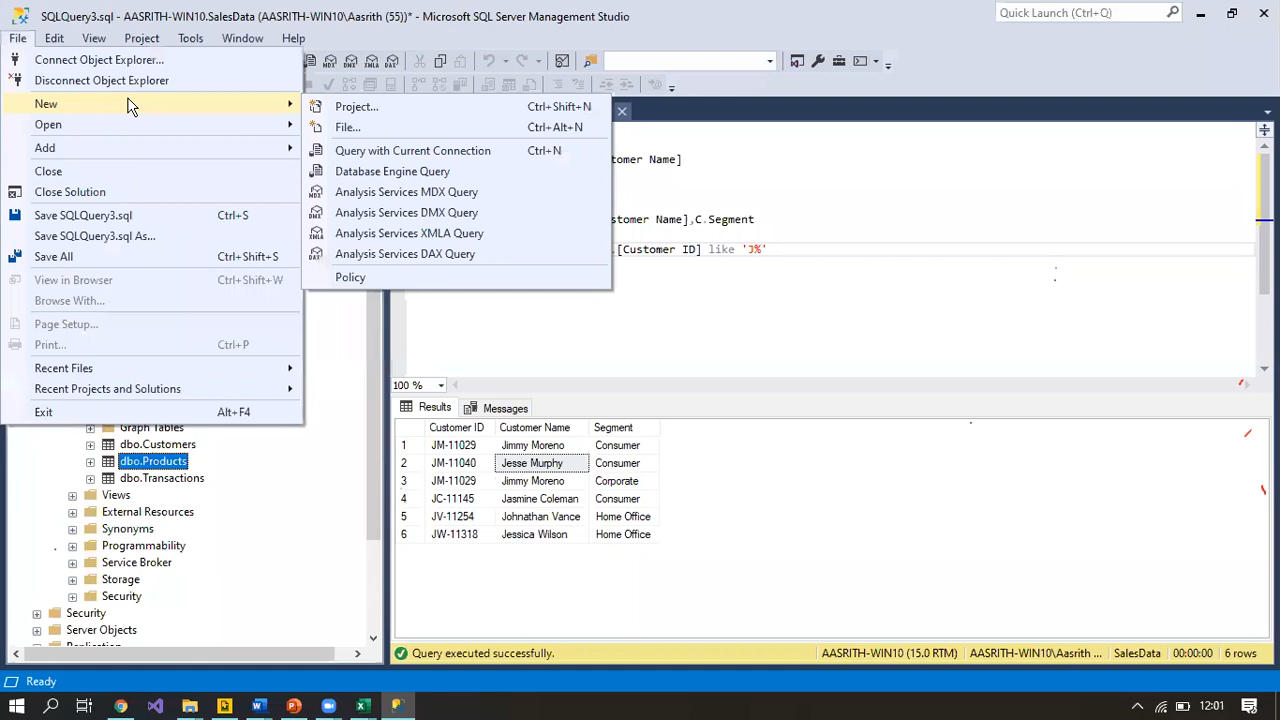 SQLQuery3.sql - AASRITH-WIN10.SalesData (AASRITH-WIN10\Aasrith (55))* - Microsoft SQL Server Management Studio
Quick Launch (Ctrl+Q)
File Edit View Project Tools Window Help
Connect Object Explorer...
Disconnect Object Explorer
New
Open
Add
Close
Close Solution
Save SQLQuery3.sql Ctrl+S
Save SQLQuery3.sql As...
Save All Ctrl+Shift+S
View in Browser Ctrl+Shift+W
Browse With...
Page Setup...
Print... Ctrl+P
Recent Files
Recent Projects and Solutions
Exit Alt+F4
Project... Ctrl+Shift+N
File... Ctrl+Alt+N
Query with Current Connection Ctrl+N
Database Engine Query
Analysis Services MDX Query
Analysis Services DMX Query
Analysis Services XMLA Query
Analysis Services DAX Query
Policy
MDX DMX XMLA DAX
tomer Name]
stomer Name],C.Segment
.[Customer ID] like 'J%'
100 %
Graph Tables
dbo.Customers
dbo.Products
dbo.Transactions
Views
External Resources
Synonyms
Programmability
Service Broker
Storage
Security
Security
Server Objects
Results Messages
Customer ID Customer Name Segment
1 JM-11029 Jimmy Moreno Consumer
2 JM-11040 Jesse Murphy Consumer
3 JM-11029 Jimmy Moreno Corporate
4 JC-11145 Jasmine Coleman Consumer
5 JV-11254 Johnathan Vance Home Office
6 JW-11318 Jessica Wilson Home Office
Query executed successfully. AASRITH-WIN10 (15.0 RTM) AASRITH-WIN10\Aasrith ... SalesData 00:00:00 6 rows
Ready
12:01